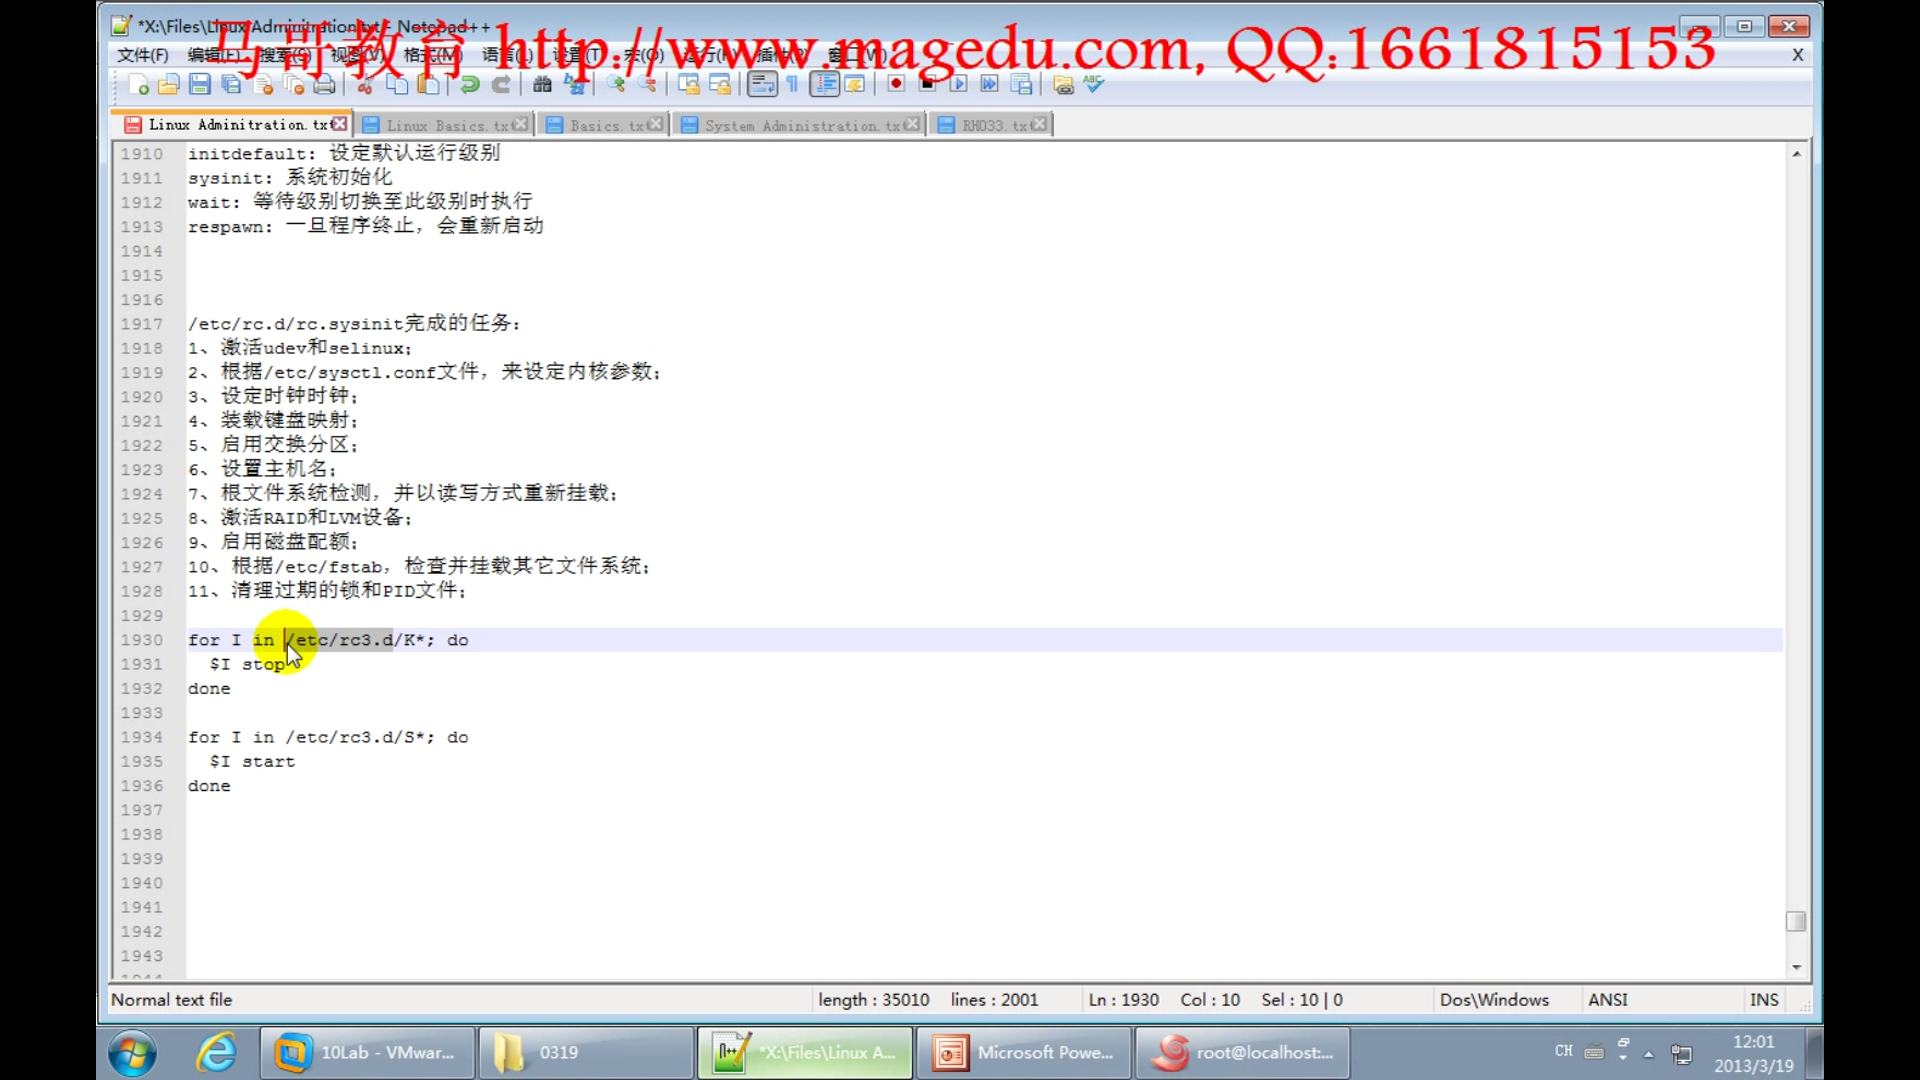 *X:\Files\Linux Adminitration.txt - Notepad++
马哥教育 http://www.magedu.com, QQ:1661815153
文件(F) 编辑(E) 搜索(S) 视图(V) 格式(M) 语言(L) 设置(T) 宏(O) 运行(R) 插件(P) 窗口(W) X
Linux Adminitration.txt Linux Basics.txt Basics.txt System Administration.txt RH033.txt
1910 initdefault: 设定默认运行级别
1911 sysinit: 系统初始化
1912 wait: 等待级别切换至此级别时执行
1913 respawn: 一旦程序终止，会重新启动
1914
1915
1916
1917 /etc/rc.d/rc.sysinit完成的任务:
1918 1、激活udev和selinux;
1919 2、根据/etc/sysctl.conf文件，来设定内核参数;
1920 3、设定时钟时钟;
1921 4、装载键盘映射;
1922 5、启用交换分区;
1923 6、设置主机名;
1924 7、根文件系统检测，并以读写方式重新挂载;
1925 8、激活RAID和LVM设备;
1926 9、启用磁盘配额;
1927 10、根据/etc/fstab，检查并挂载其它文件系统;
1928 11、清理过期的锁和PID文件;
1929
1930 for I in /etc/rc3.d/K*; do
1931 $I stop
1932 done
1933
1934 for I in /etc/rc3.d/S*; do
1935 $I start
1936 done
1937
1938
1939
1940
1941
1942
1943
Normal text file length : 35010 lines : 2001 Ln : 1930 Col : 10 Sel : 10 | 0 Dos\Windows ANSI INS
10Lab - VMwar... 0319 *X:\Files\Linux A... Microsoft Powe... root@localhost:... CH 12:01
2013/3/19